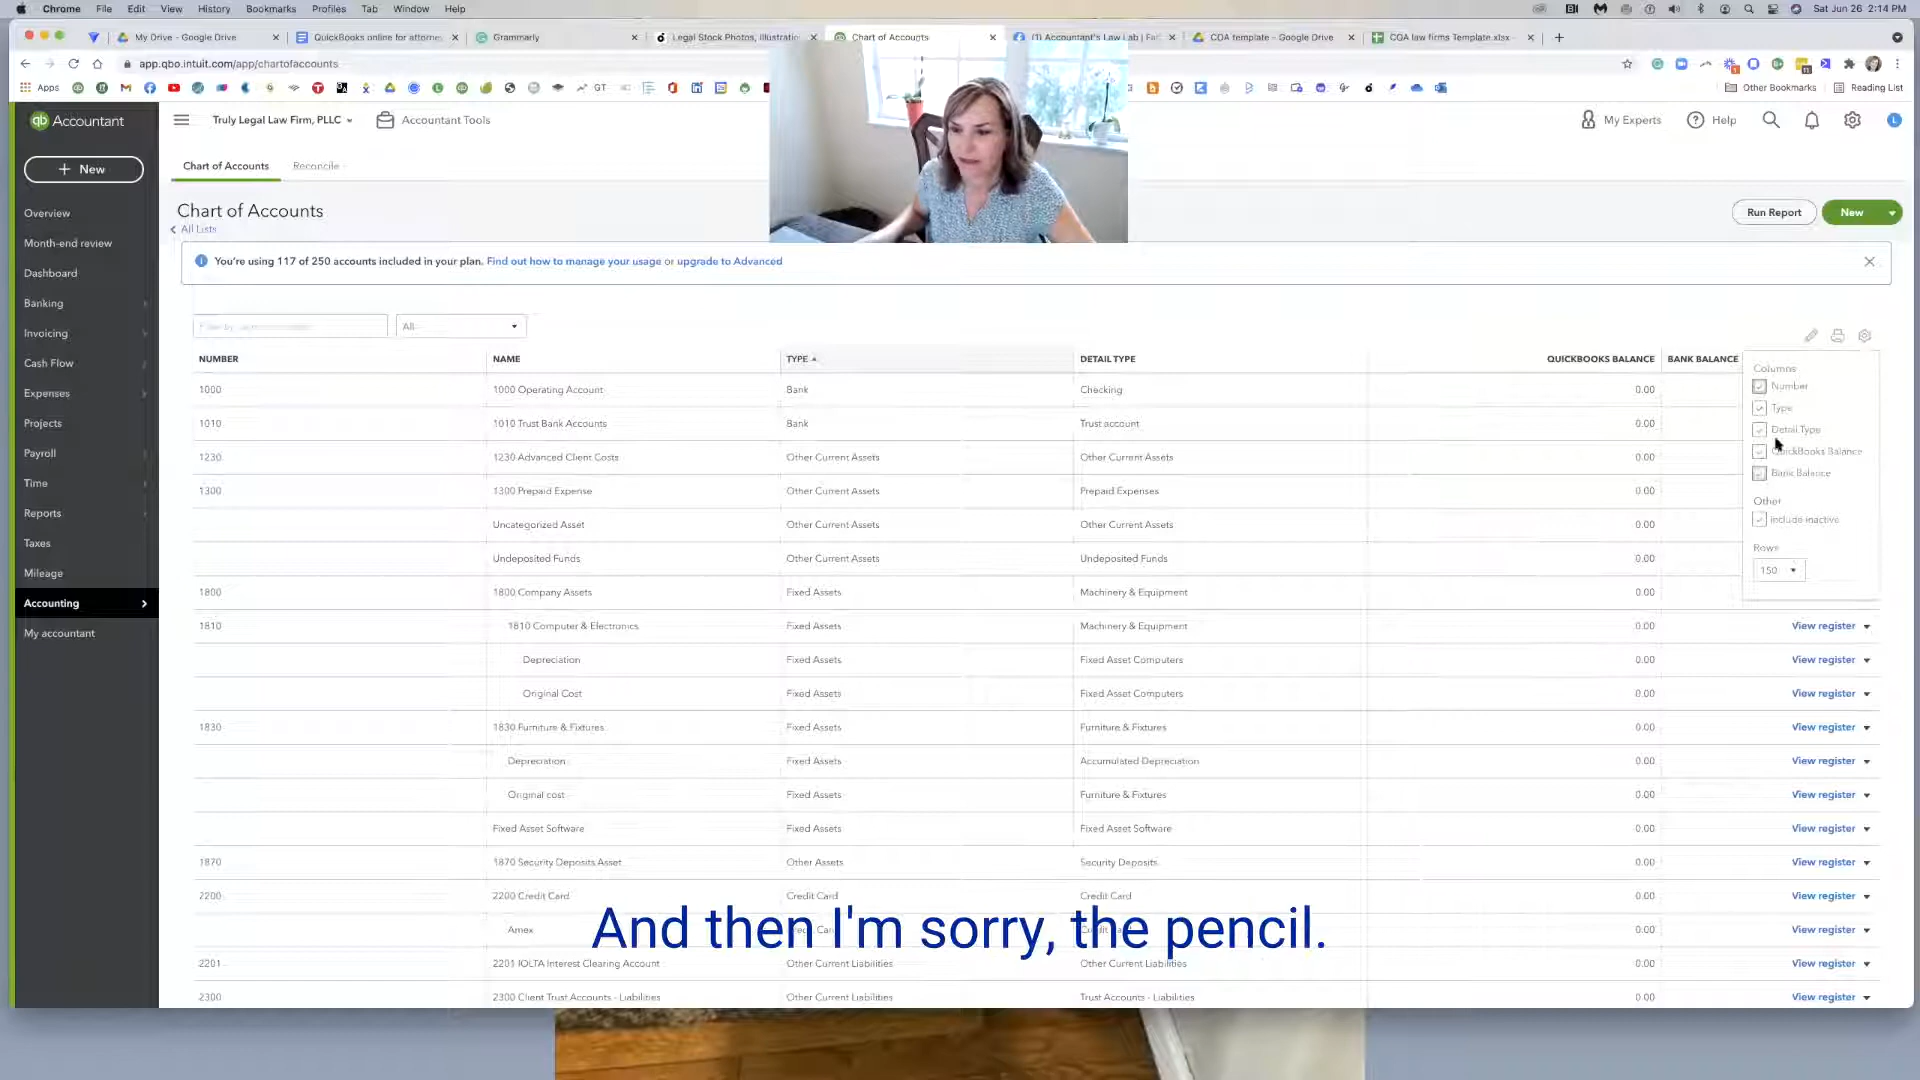 Chrome File Edit View History Bookmarks Profiles Tab Window Help
Sat Jun 26 2:14 PM
My Drive - Google Drive
QuickBooks online for attorne
Grammarly
Legal Stock Photos, Illustratio
Chart of Accounts
(1) Accountant's Law Lab | Fac
COA template - Google Drive
COA law firms Template.xlsx
app.qbo.intuit.com/app/chartofaccounts
Apps
GT
Other Bookmarks
Reading List
qb Accountant
Truly Legal Law Firm, PLLC
Accountant Tools
My Experts
Help
L
+ New
Chart of Accounts
Reconcile
Overview
Month-end review
Dashboard
Banking
Invoicing
Cash Flow
Expenses
Projects
Payroll
Time
Reports
Taxes
Mileage
Accounting
My accountant
Chart of Accounts
All Lists
Run Report
New
You're using 117 of 250 accounts included in your plan. Find out how to manage your usage or upgrade to Advanced
All
NUMBER NAME TYPE DETAIL TYPE QUICKBOOKS BALANCE BANK BALANCE
1000 1000 Operating Account Bank Checking 0.00
1010 1010 Trust Bank Accounts Bank Trust account 0.00
1230 1230 Advanced Client Costs Other Current Assets Other Current Assets 0.00
1300 1300 Prepaid Expense Other Current Assets Prepaid Expenses 0.00
Uncategorized Asset Other Current Assets Other Current Assets 0.00
Undeposited Funds Other Current Assets Undeposited Funds 0.00
1800 1800 Company Assets Fixed Assets Machinery & Equipment 0.00
1810 1810 Computer & Electronics Fixed Assets Machinery & Equipment 0.00 View register
Depreciation Fixed Assets Fixed Asset Computers 0.00 View register
Original Cost Fixed Assets Fixed Asset Computers 0.00 View register
1830 1830 Furniture & Fixtures Fixed Assets Furniture & Fixtures 0.00 View register
Depreciation Fixed Assets Accumulated Depreciation 0.00 View register
Original cost Fixed Assets Furniture & Fixtures 0.00 View register
Fixed Asset Software Fixed Assets Fixed Asset Software 0.00 View register
1870 1870 Security Deposits Asset Other Assets Security Deposits 0.00 View register
2200 2200 Credit Card Credit Card Credit Card 0.00 View register
Amex 0.00 View register
2201 2201 IOLTA Interest Clearing Account Other Current Liabilities Other Current Liabilities 0.00 View register
2300 2300 Client Trust Accounts - Liabilities Other Current Liabilities Trust Accounts - Liabilities 0.00 View register
Columns
Number
Type
Detail Type
QuickBooks Balance
Bank Balance
Other
Include inactive
Rows
150
And then I'm sorry, the pencil.